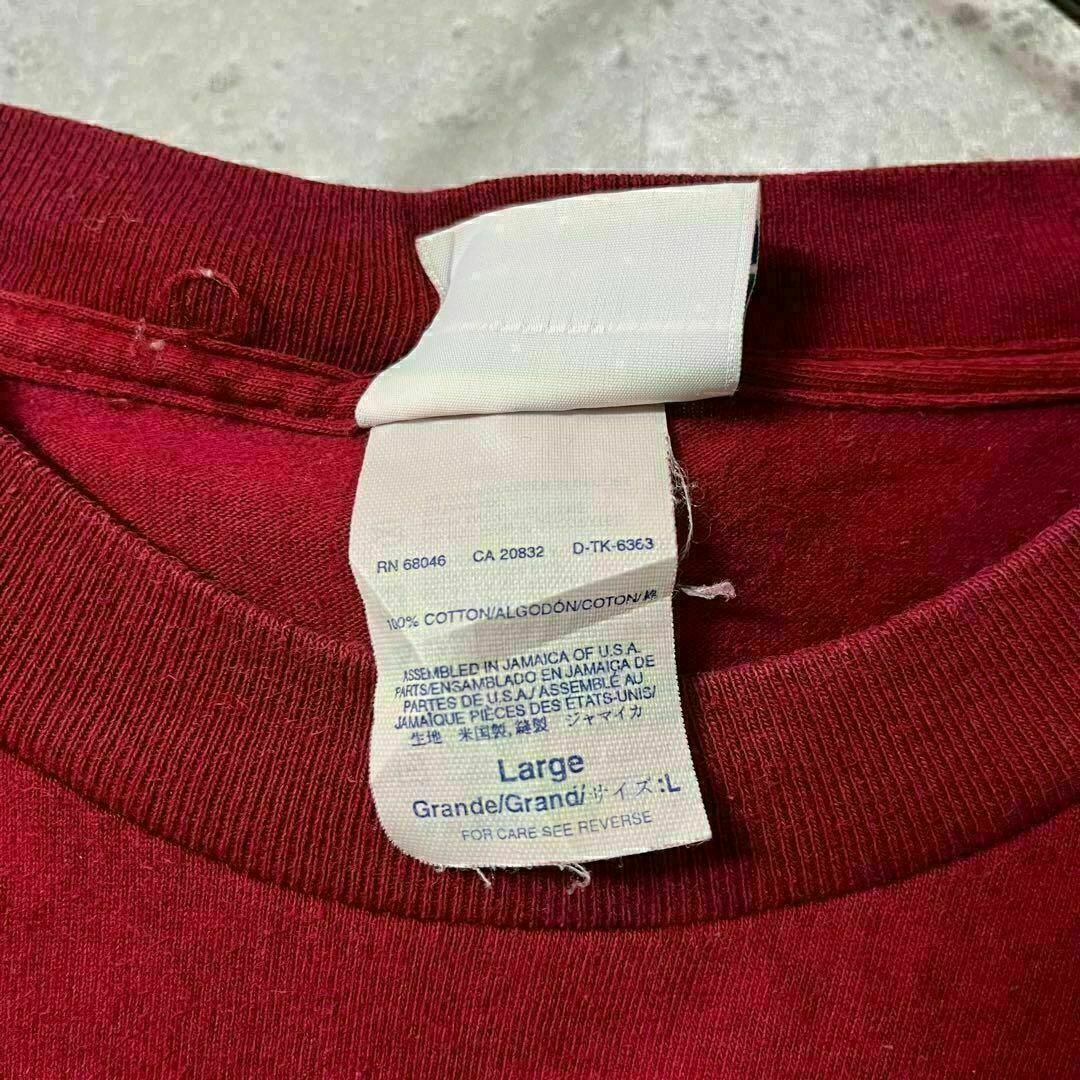 RN 68046 CA 20832 D-TK-6363
100% COTTON/ALGODÓN/COTON/綿
ASSEMBLED IN JAMAICA OF U.S.A.
PARTS/ENSAMBLADO EN JAMAICA DE
PARTES DE U.S.A./ ASSEMBLÉ AU
JAMAÏQUE PIÈCES DES ÉTATS-UNIS/
生地 米国製, 縫製 ジャマイカ
Large
Grande/Grand/サイズ:L
FOR CARE SEE REVERSE